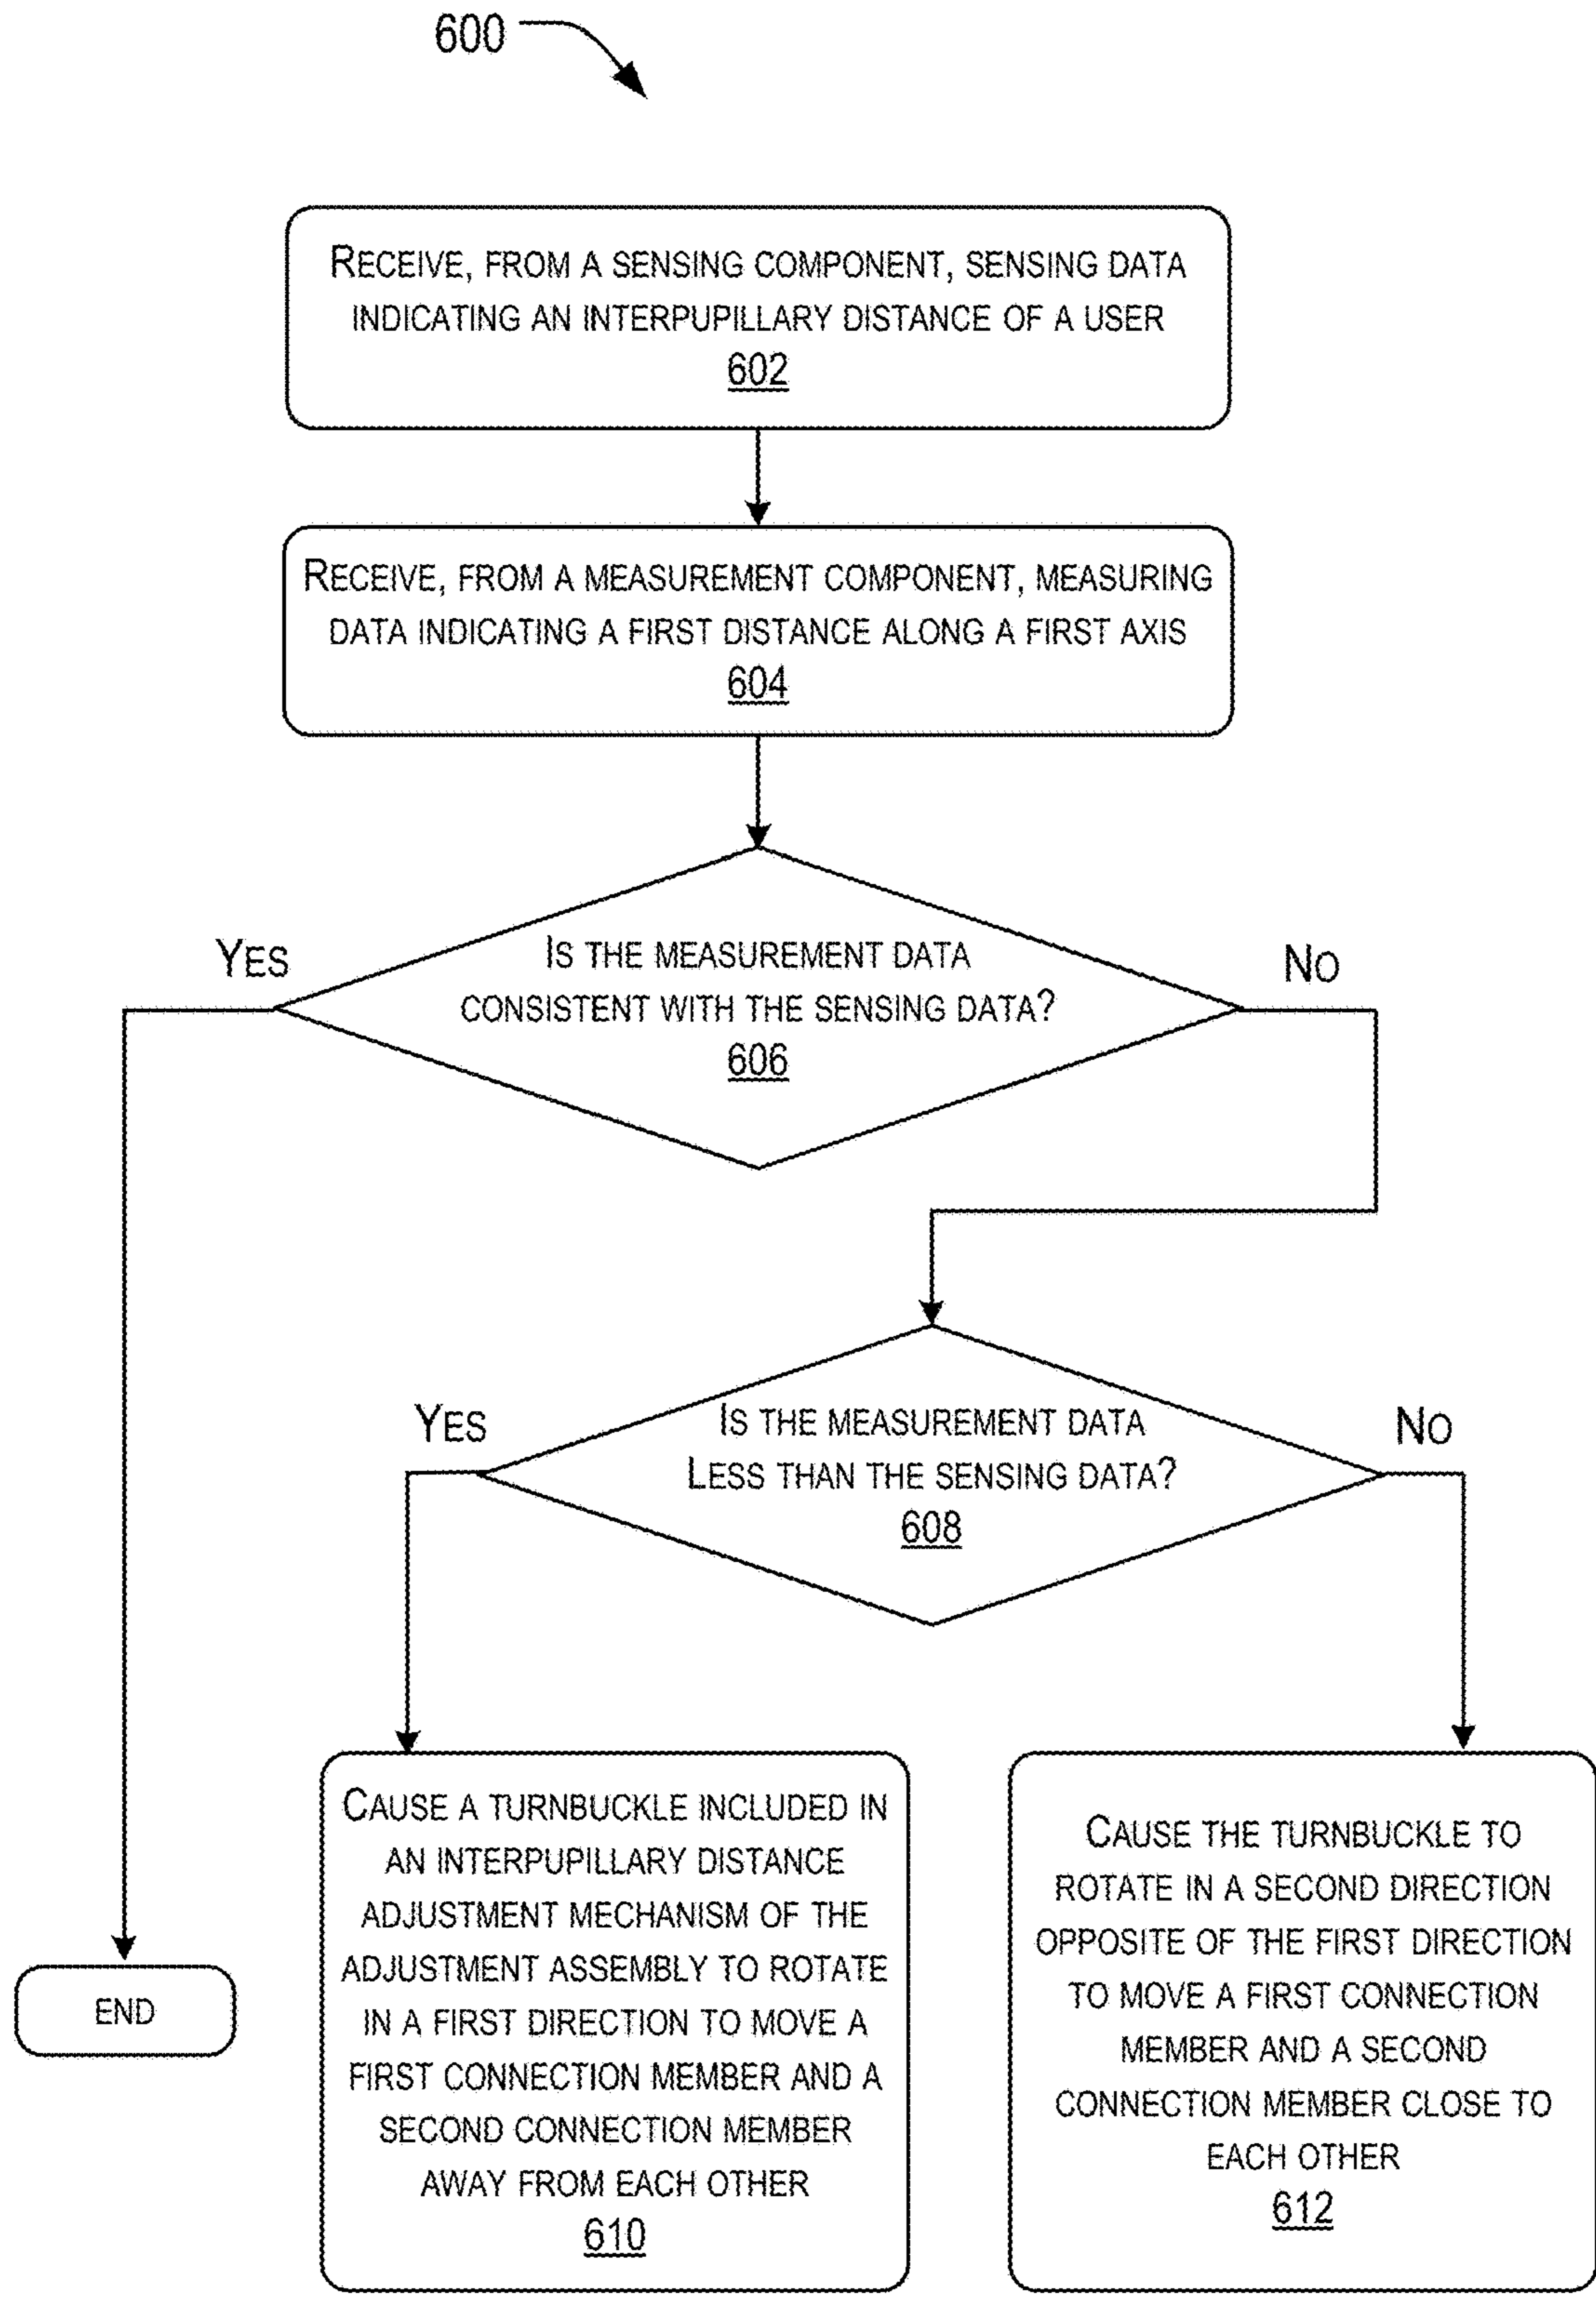 600
RECEIVE, FROM A SENSING COMPONENT, SENSING DATA
INDICATING AN INTERPUPILLARY DISTANCE OF A USER
602
RECEIVE, FROM A MEASUREMENT COMPONENT, MEASURING
DATA INDICATING A FIRST DISTANCE ALONG A FIRST AXIS
604
YES
IS THE MEASUREMENT DATA
CONSISTENT WITH THE SENSING DATA?
606
NO
YES
IS THE MEASUREMENT DATA
LESS THAN THE SENSING DATA?
608
NO
END
CAUSE A TURNBUCKLE INCLUDED IN
AN INTERPUPILLARY DISTANCE
ADJUSTMENT MECHANISM OF THE
ADJUSTMENT ASSEMBLY TO ROTATE
IN A FIRST DIRECTION TO MOVE A
FIRST CONNECTION MEMBER AND A
SECOND CONNECTION MEMBER
AWAY FROM EACH OTHER
610
CAUSE THE TURNBUCKLE TO
ROTATE IN A SECOND DIRECTION
OPPOSITE OF THE FIRST DIRECTION
TO MOVE A FIRST CONNECTION
MEMBER AND A SECOND
CONNECTION MEMBER CLOSE TO
EACH OTHER
612